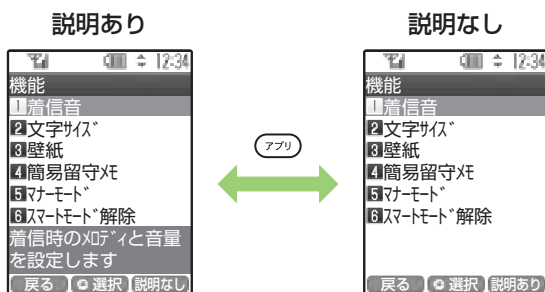 説明あり
12:34
機能
1着信音
2文字ｻｲｽﾞ
3壁紙
4簡易留守ﾒﾓ
5ﾏﾅｰﾓｰﾄﾞ
6ｽﾏｰﾄﾓｰﾄﾞ解除
着信時のﾒﾛﾃﾞｨと音量
を設定します
戻る 選択 説明なし
アプリ
説明なし
12:34
機能
1着信音
2文字ｻｲｽﾞ
3壁紙
4簡易留守ﾒﾓ
5ﾏﾅｰﾓｰﾄﾞ
6ｽﾏｰﾄﾓｰﾄﾞ解除
戻る 選択 説明あり